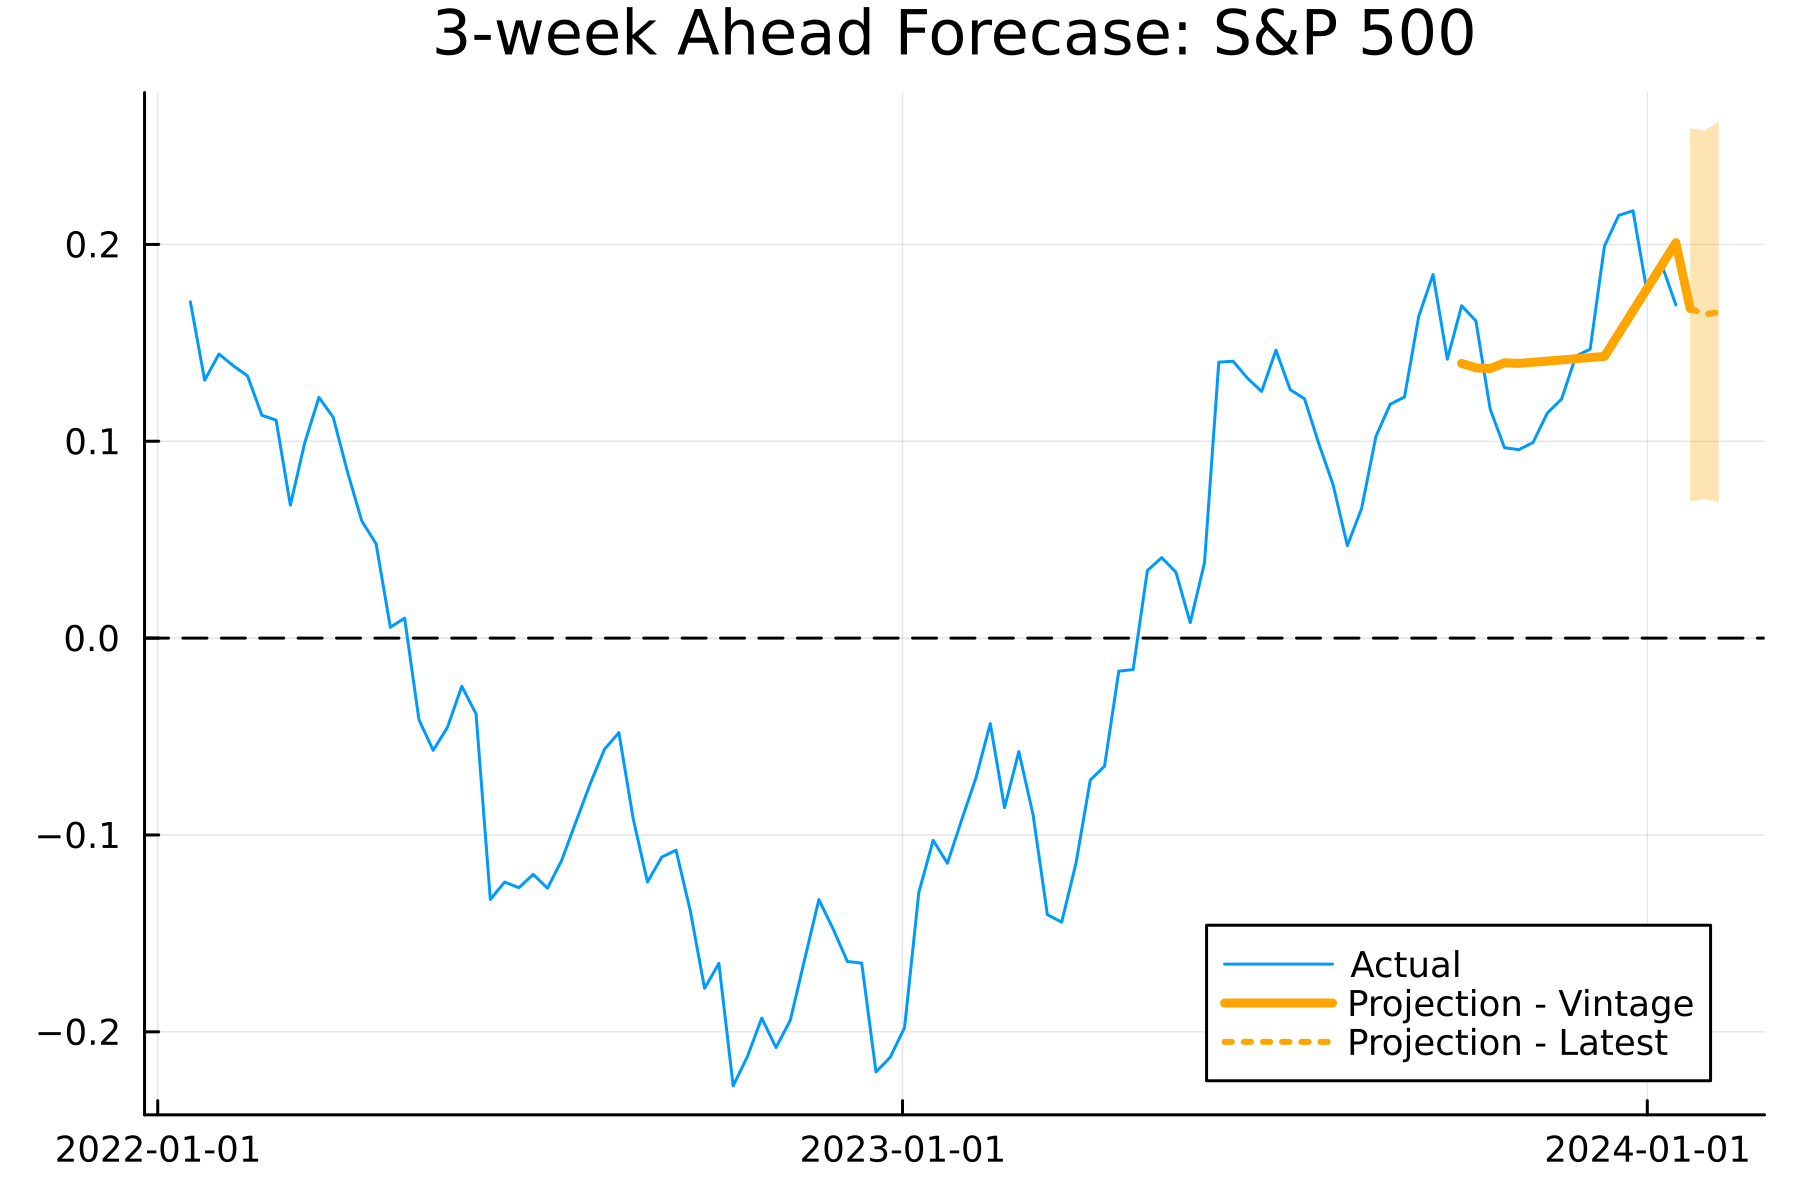 3-week Ahead Forecase: S&P 500
0.2
0.1
0.0
−0.1
−0.2
Actual
Projection - Vintage
Projection - Latest
2022-01-01
2023-01-01
2024-01-01